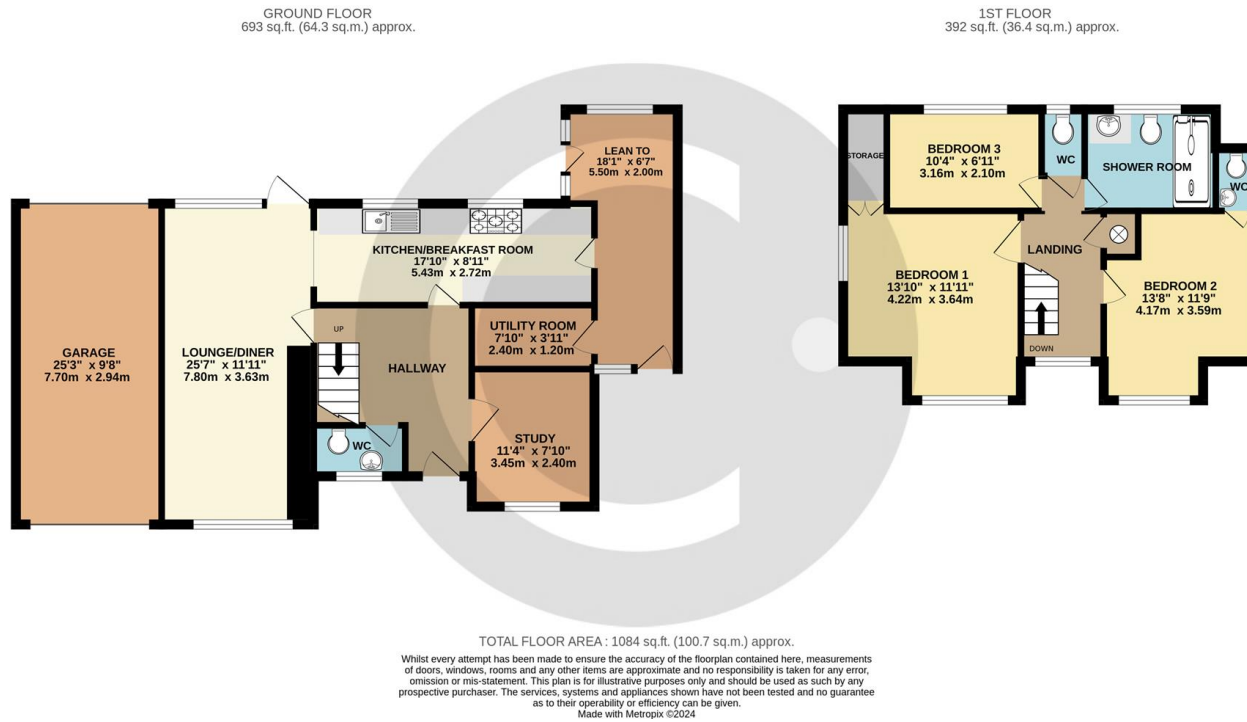 GROUND FLOOR
693 sq.ft. (64.3 sq.m.) approx.
1ST FLOOR
392 sq.ft. (36.4 sq.m.) approx.
LEAN TO
18'1" x 6'7"
5.50m x 2.00m
KITCHEN/BREAKFAST ROOM
17'10" x 8'11"
5.43m x 2.72m
UTILITY ROOM
7'10" x 3'11"
2.40m x 1.20m
UP
GARAGE
25'3" x 9'8"
7.70m x 2.94m
LOUNGE/DINER
25'7" x 11'11"
7.80m x 3.63m
HALLWAY
STUDY
11'4" x 7'10"
3.45m x 2.40m
WC
STORAGE
BEDROOM 3
10'4" x 6'11"
3.16m x 2.10m
WC
SHOWER ROOM
WC
LANDING
BEDROOM 1
13'10" x 11'11"
4.22m x 3.64m
BEDROOM 2
13'8" x 11'9"
4.17m x 3.59m
DOWN
TOTAL FLOOR AREA : 1084 sq.ft. (100.7 sq.m.) approx.
Whilst every attempt has been made to ensure the accuracy of the floorplan contained here, measurements
of doors, windows, rooms and any other items are approximate and no responsibility is taken for any error,
omission or mis-statement. This plan is for illustrative purposes only and should be used as such by any
prospective purchaser. The services, systems and appliances shown have not been tested and no guarantee
as to their operability or efficiency can be given.
Made with Metropix ©2024